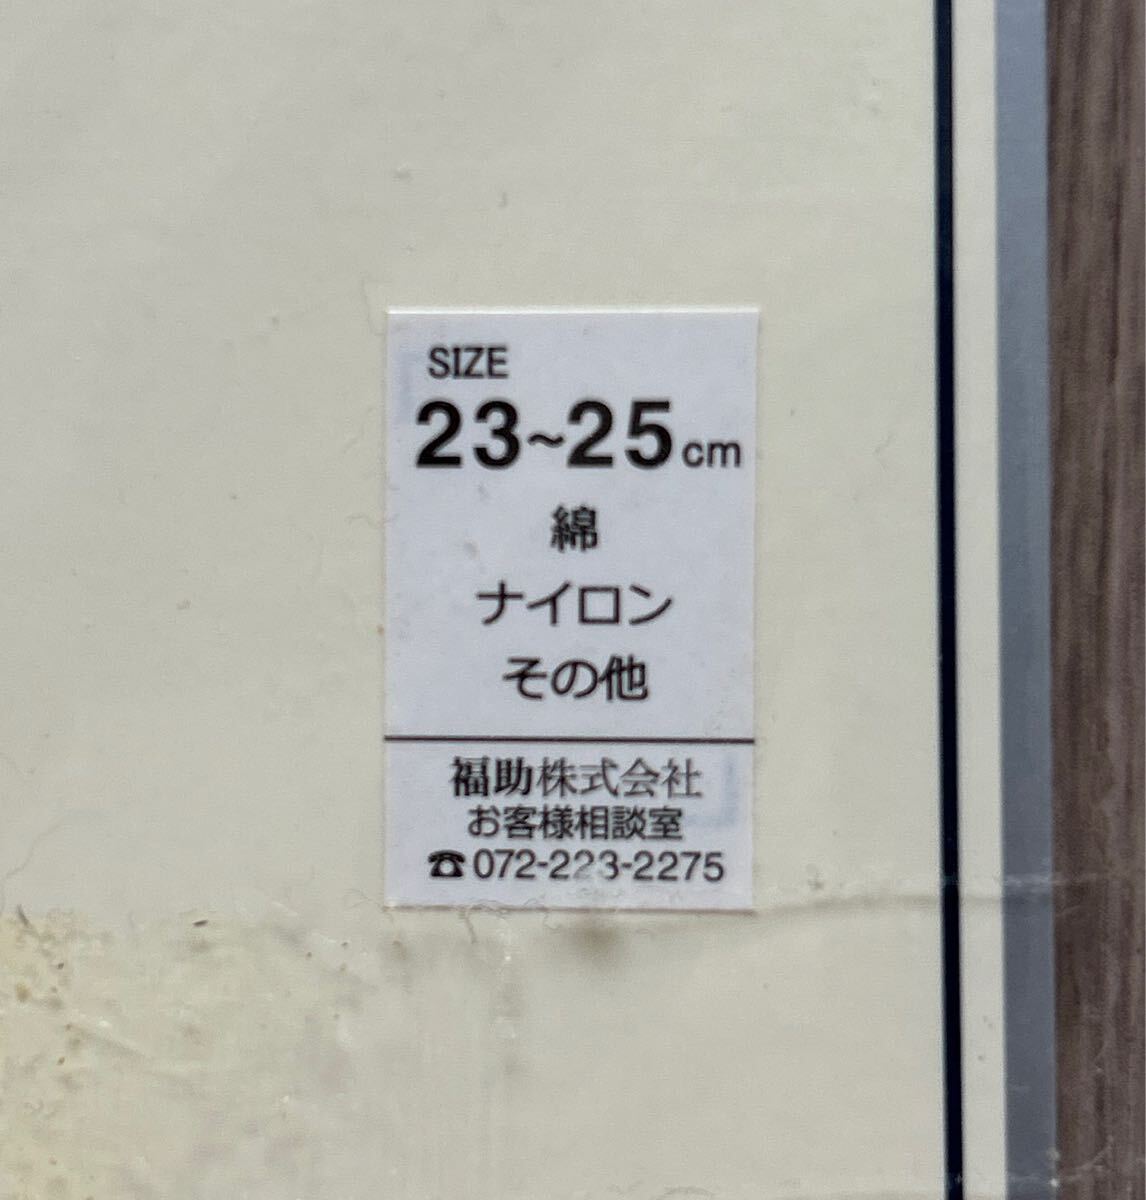 SIZE
23~25cm
綿
ナイロン
その他
福助株式会社
お客様相談室
☎072-223-2275